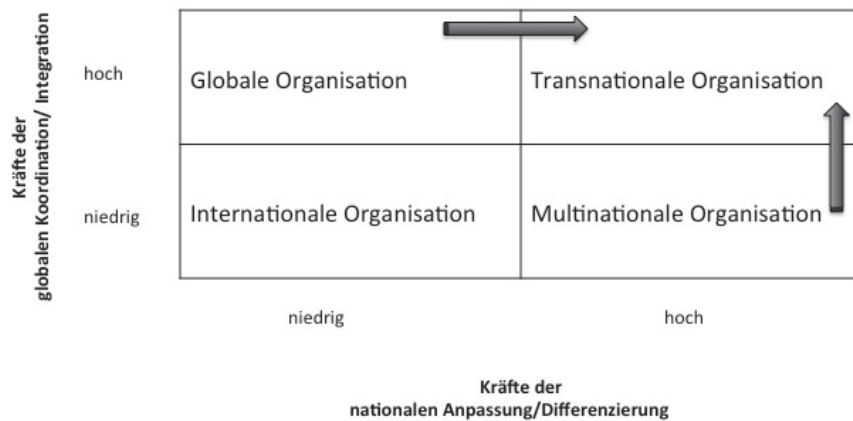 Kräfte der
globalen Koordination/ Integration
hoch
Globale Organisation
Transnationale Organisation
niedrig
Internationale Organisation
Multinationale Organisation
niedrig
hoch
Kräfte der
nationalen Anpassung/Differenzierung